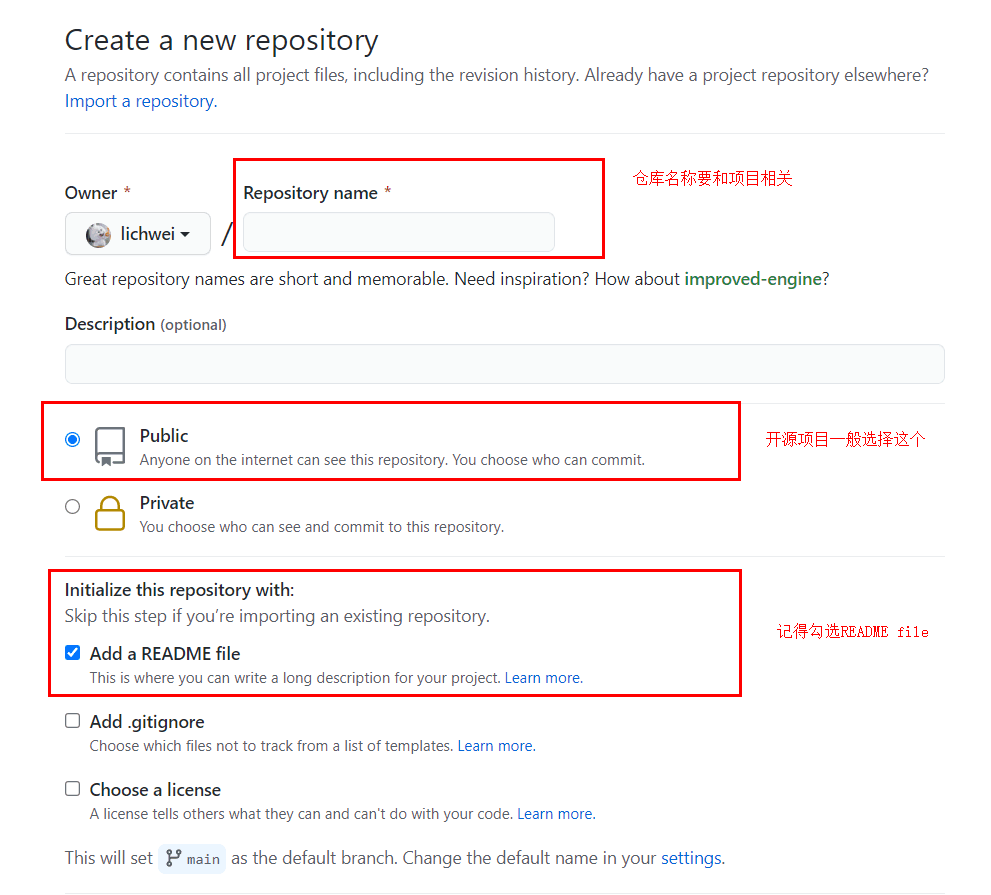 Create a new repository
A repository contains all project files, including the revision history. Already have a project repository elsewhere?
Import a repository.
仓库名称要和项目相关
Owner *
Repository name *
lichwei
/
Great repository names are short and memorable. Need inspiration? How about improved-engine?
Description (optional)
Public
Anyone on the internet can see this repository. You choose who can commit.
开源项目一般选择这个
Private
You choose who can see and commit to this repository.
Initialize this repository with:
Skip this step if you’re importing an existing repository.
记得勾选README file
Add a README file
This is where you can write a long description for your project. Learn more.
Add .gitignore
Choose which files not to track from a list of templates. Learn more.
Choose a license
A license tells others what they can and can't do with your code. Learn more.
This will set main as the default branch. Change the default name in your settings.